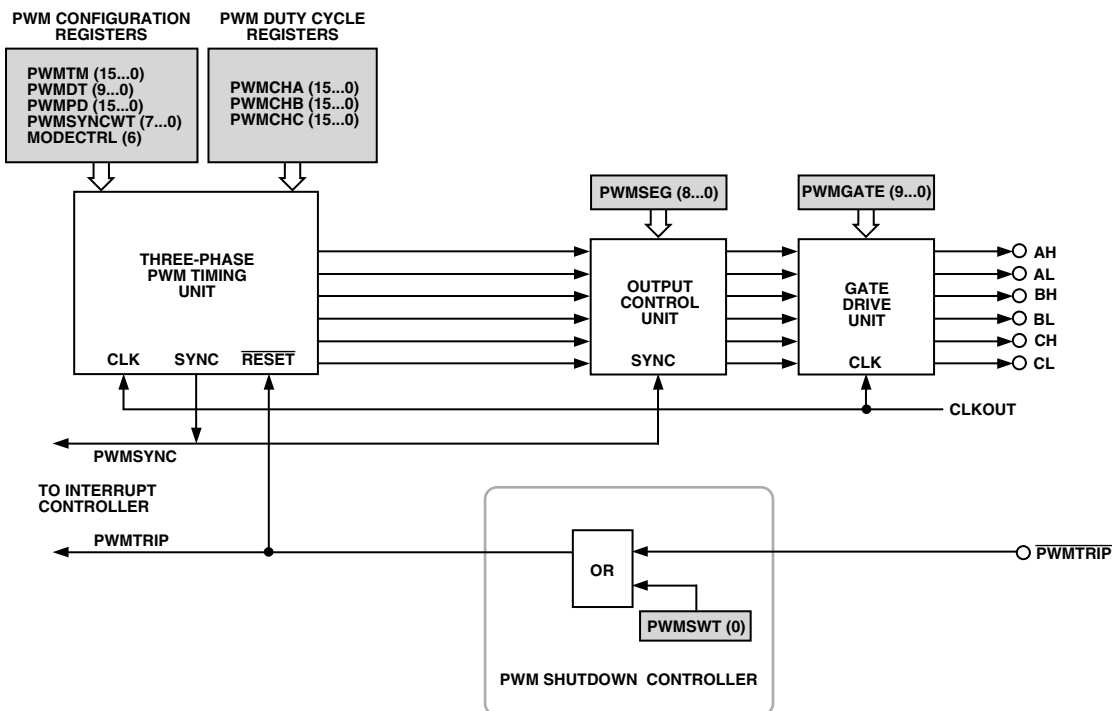 PWM CONFIGURATION
REGISTERS
PWM DUTY CYCLE
REGISTERS
PWMTM (15...0)
PWMDT (9...0)
PWMPD (15...0)
PWMSYNCWT (7...0)
MODECTRL (6)
PWMCHA (15...0)
PWMCHB (15...0)
PWMCHC (15...0)
PWMSEG (8...0)
PWMGATE (9...0)
THREE-PHASE
PWM TIMING
UNIT
CLK
SYNC
RESET
OUTPUT
CONTROL
UNIT
SYNC
GATE
DRIVE
UNIT
CLK
AH
AL
BH
BL
CH
CL
CLKOUT
PWMSYNC
TO INTERRUPT
CONTROLLER
PWMTRIP
OR
PWMTRIP
PWMSWT (0)
PWM SHUTDOWN CONTROLLER